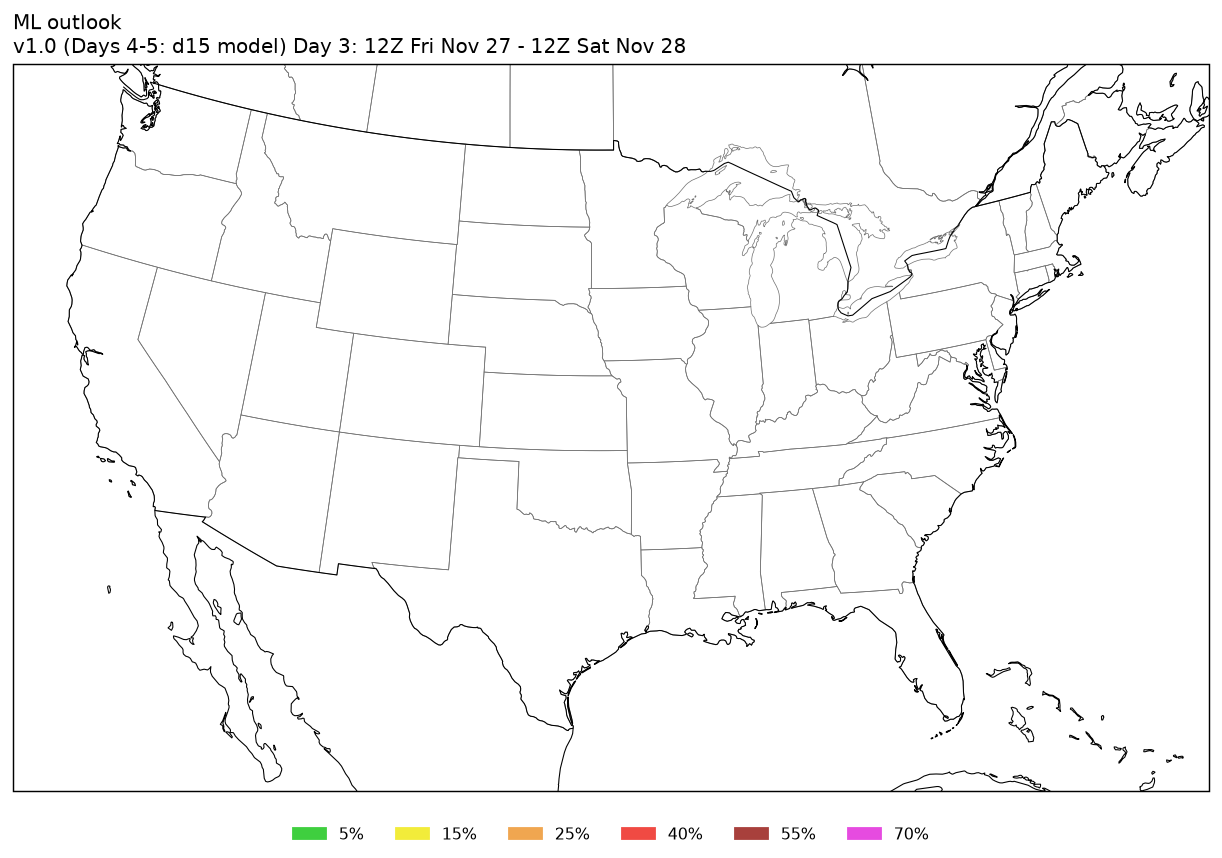 ML outlook
v1.0 (Days 4-5: d15 model) Day 3: 12Z Fri Nov 27 - 12Z Sat Nov 28
5% 15% 25% 40% 55% 70%